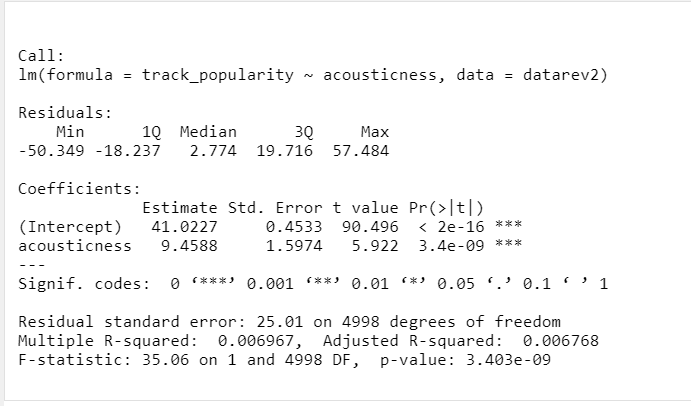 Call:
lm(formula = track_popularity ~ acousticness, data = datarev2)
Residuals:
    Min      1Q  Median      3Q     Max
-50.349 -18.237   2.774  19.716  57.484
Coefficients:
             Estimate Std. Error t value Pr(>|t|)
(Intercept)   41.0227     0.4533  90.496  < 2e-16 ***
acousticness   9.4588     1.5974   5.922  3.4e-09 ***
---
Signif. codes:  0 ‘***’ 0.001 ‘**’ 0.01 ‘*’ 0.05 ‘.’ 0.1 ‘ ’ 1
Residual standard error: 25.01 on 4998 degrees of freedom
Multiple R-squared:  0.006967,  Adjusted R-squared:  0.006768
F-statistic: 35.06 on 1 and 4998 DF,  p-value: 3.403e-09